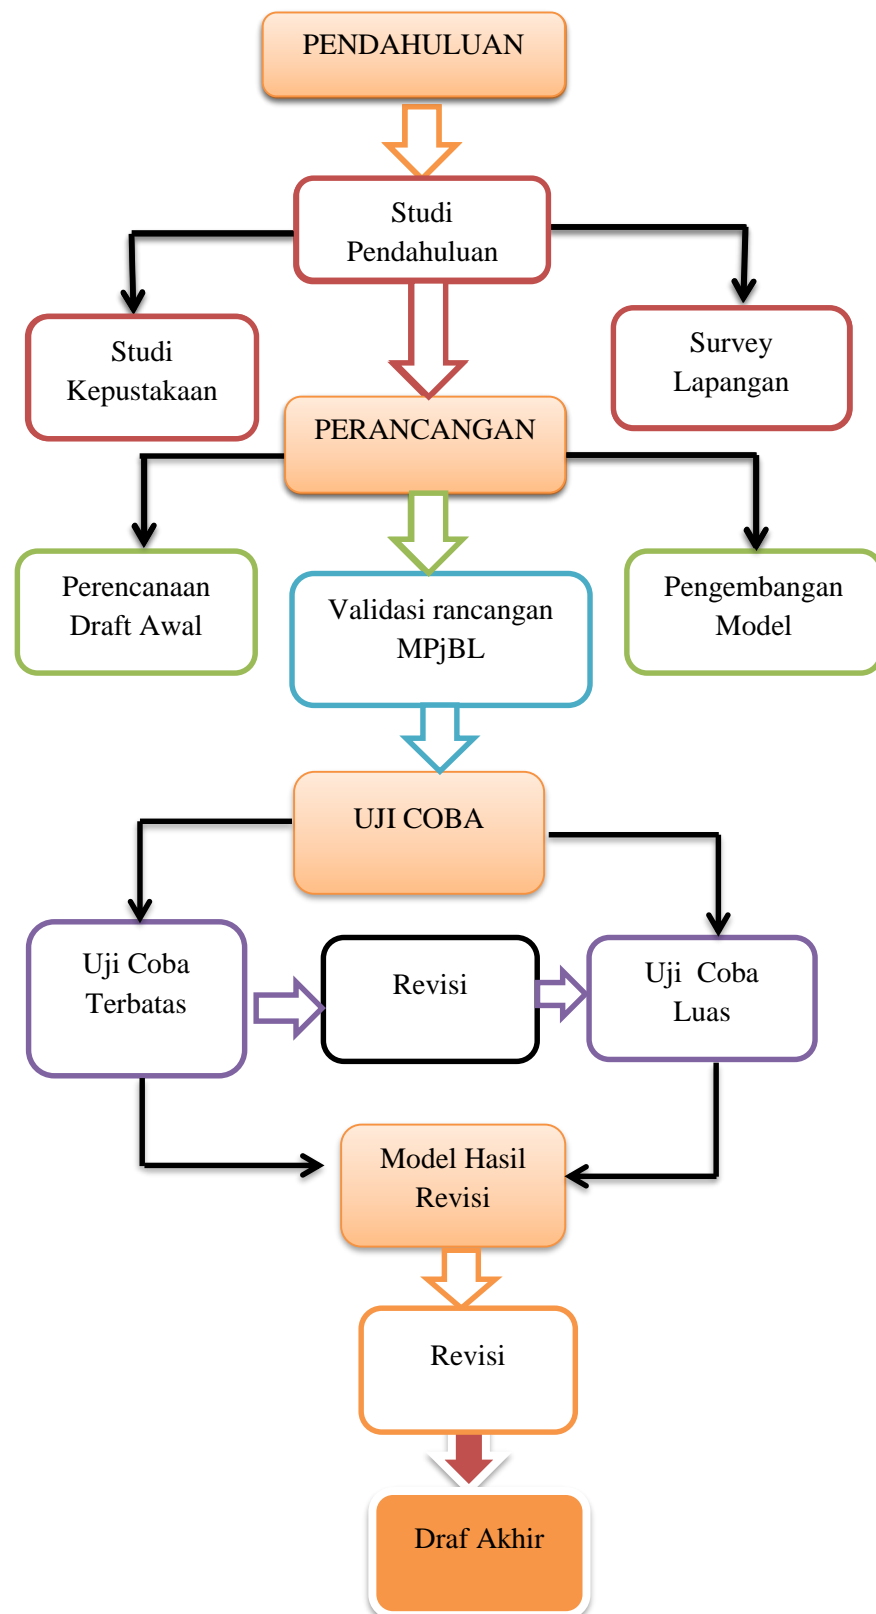 PENDAHULUAN
Studi
Pendahuluan
Studi
Kepustakaan
Survey
Lapangan
PERANCANGAN
Perencanaan
Draft Awal
Validasi rancangan
MPjBL
Pengembangan
Model
UJI COBA
Uji Coba
Terbatas
Revisi
Uji Coba
Luas
Model Hasil
Revisi
Revisi
Draf Akhir